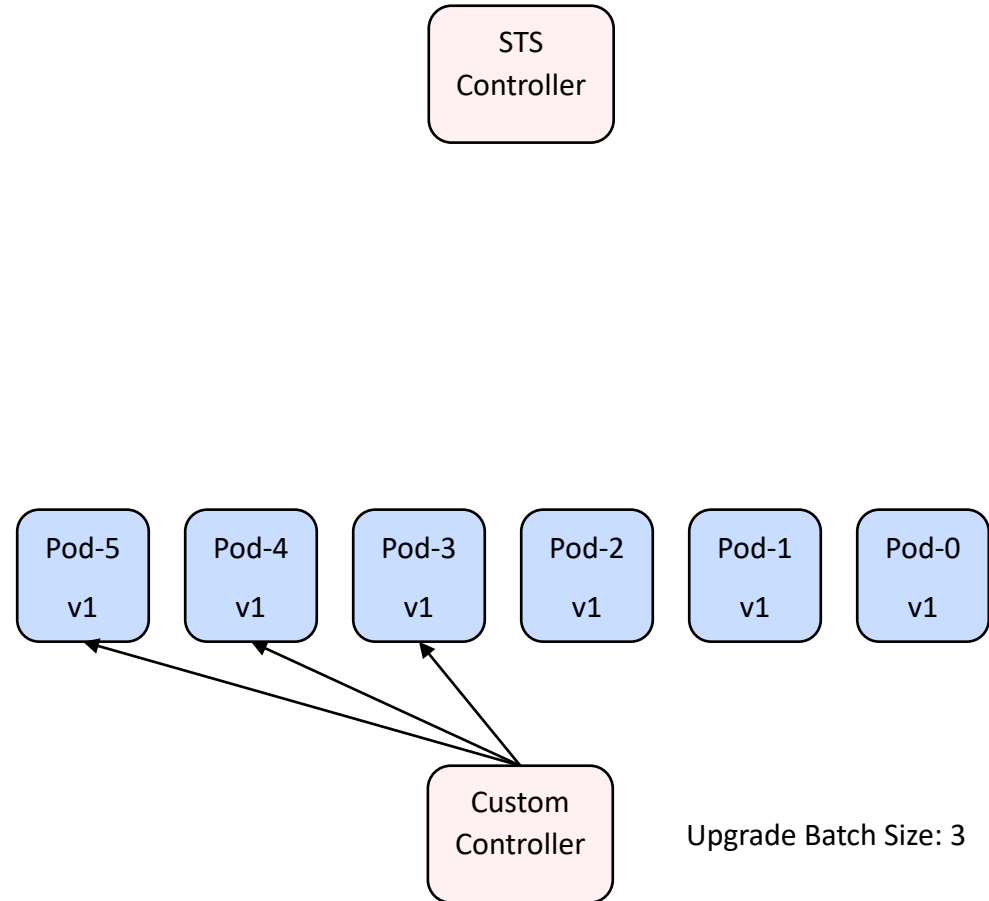 STS
Controller
Pod-5
v1
Pod-4
v1
Pod-3
v1
Pod-2
v1
Pod-1
v1
Pod-0
v1
Custom
Controller
Upgrade Batch Size: 3